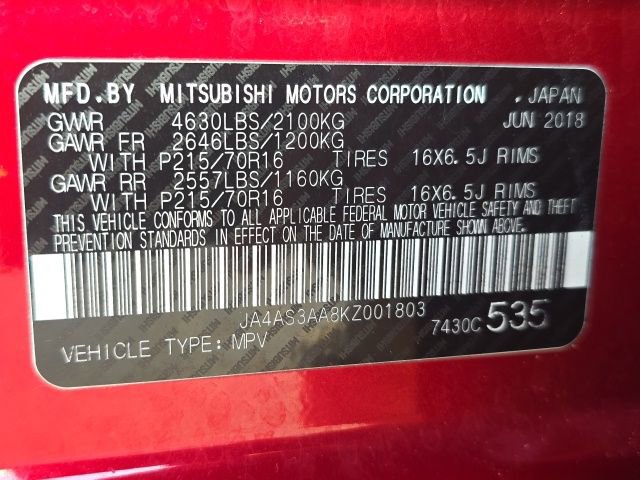 MFD.BY MITSUBISHI MOTORS CORPORATION . JAPAN
GVWR 4630LBS/2100KG JUN 2018
GAWR FR 2646LBS/1200KG
WITH P215/70R16 TIRES 16X6.5J RIMS
GAWR RR 2557LBS/1160KG
WITH P215/70R16 TIRES 16X6.5J RIMS
THIS VEHICLE CONFORMS TO ALL APPLICABLE FEDERAL MOTOR VEHICLE SAFETY AND THEFT
PREVENTION STANDARDS IN EFFECT ON THE DATE OF MANUFACTURE SHOWN ABOVE.
JA4AS3AA8KZ001803
7430C 535
VEHICLE TYPE: MPV